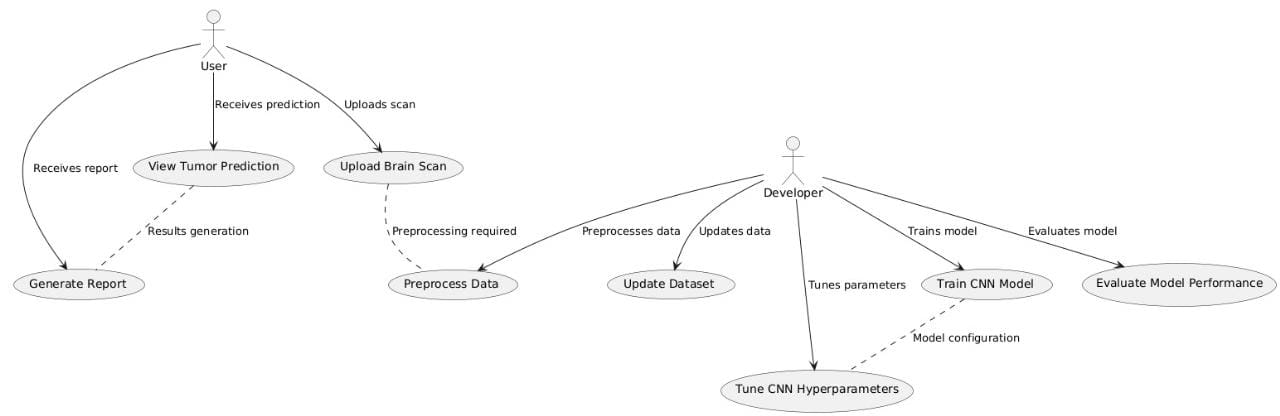 User
Receives prediction
Uploads scan
Receives report
View Tumor Prediction
Upload Brain Scan
Developer
Results generation
Preprocessing required
Preprocesses data
Updates data
Trains model
Evaluates model
Generate Report
Preprocess Data
Update Dataset
Tunes parameters
Train CNN Model
Evaluate Model Performance
Model configuration
Tune CNN Hyperparameters